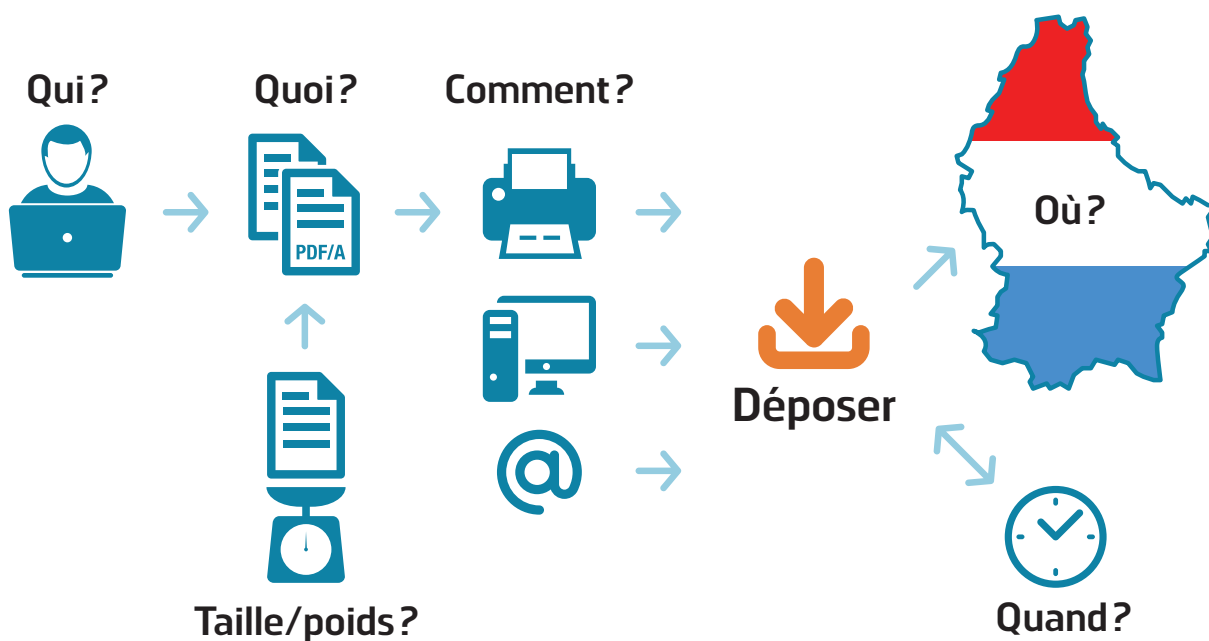 Qui?
Quoi?
Comment?
PDF/A
Où?
Déposer
Taille/poids?
Quand?